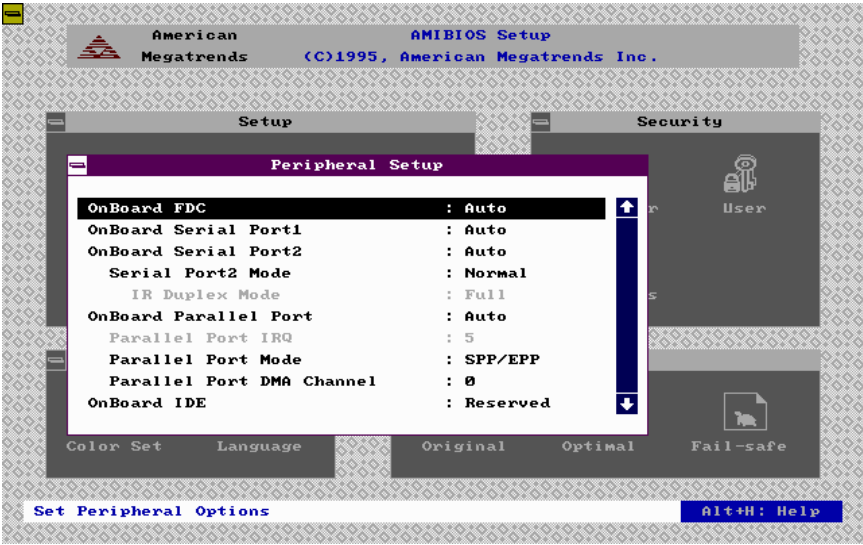 American
AMIBIOS Setup
Megatrends
(C)1995, American Megatrends Inc.
Setup
Security
Peripheral Setup
OnBoard FDC : Auto
OnBoard Serial Port1 : Auto
OnBoard Serial Port2 : Auto
Serial Port2 Mode : Normal
IR Duplex Mode : Full
OnBoard Parallel Port : Auto
Parallel Port IRQ : 5
Parallel Port Mode : SPP/EPP
Parallel Port DMA Channel : 0
OnBoard IDE : Reserved
User
Color Set
Language
Original
Optimal
Fail-safe
Set Peripheral Options
Alt+H: Help